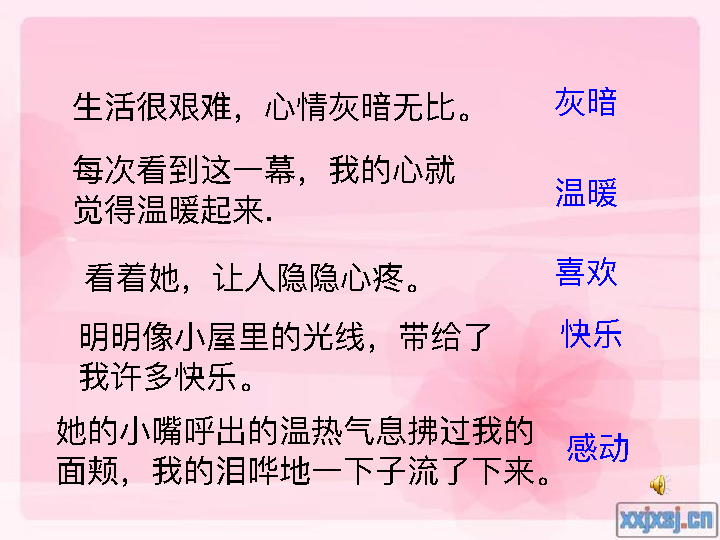 生活很艰难，心情灰暗无比。 灰暗
每次看到这一幕，我的心就
觉得温暖起来. 温暖
看着她，让人隐隐心疼。 喜欢
明明像小屋里的光线，带给了 快乐
我许多快乐。
她的小嘴呼出的温热气息拂过我的
面颊，我的泪哗地一下子流了下来。 感动
xxjxsj.cn